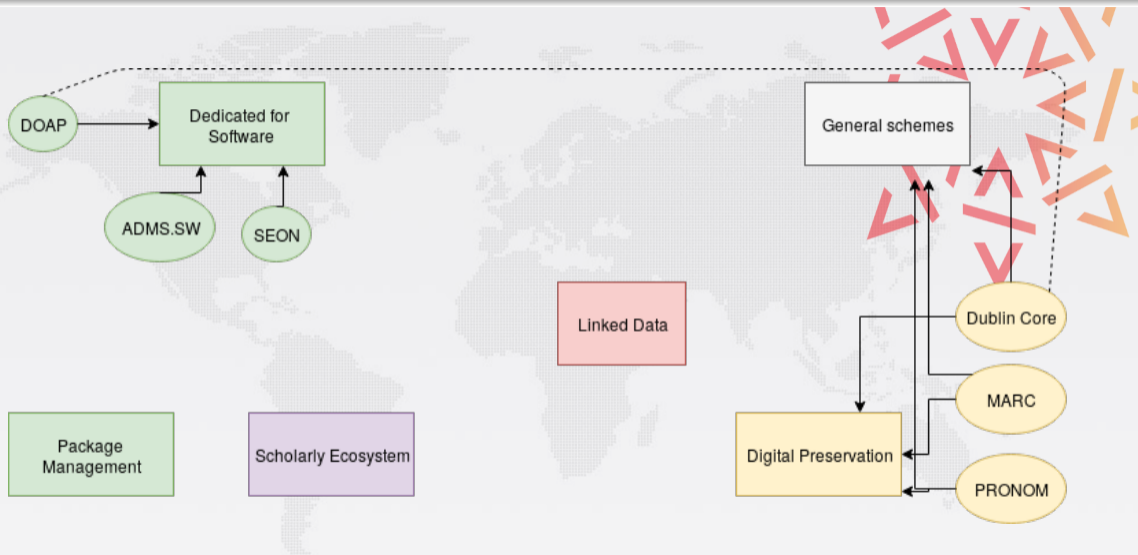 DOAP
Dedicated for
Software
General schemes
ADMS.SW
SEON
Linked Data
Dublin Core
MARC
Package
Management
Scholarly Ecosystem
Digital Preservation
PRONOM